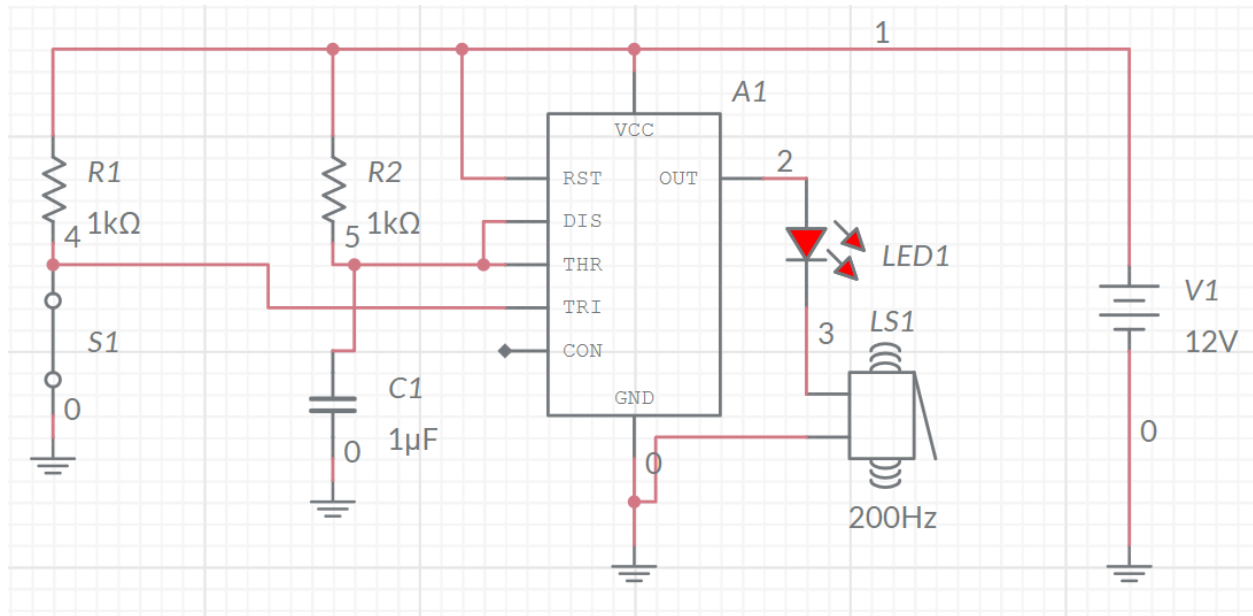 1
A1
VCC
R1
1kΩ
4
R2
1kΩ
5
RST
OUT
2
DIS
THR
TRI
CON
GND
LED1
LS1
3
200Hz
V1
12V
0
S1
0
C1
1μF
0
0